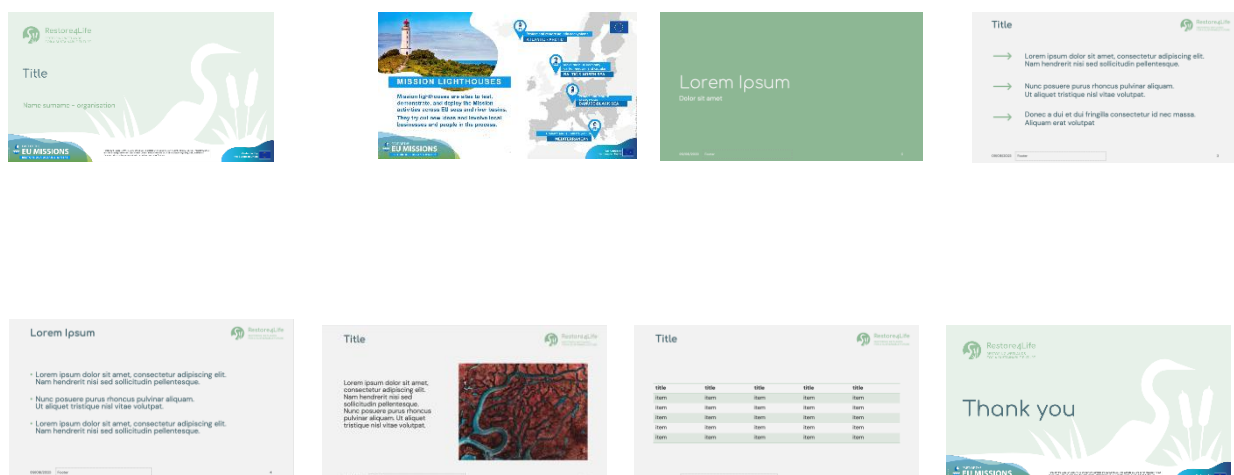 Restore4Life
Title
Name surname – organisation
EU MISSIONS
MISSION LIGHTHOUSES
Mission lighthouses are sites to test,
demonstrate, and deploy the Mission
activities across EU seas and river basins.
They try out new ideas and involve local
businesses and people in the process.
EU MISSIONS
MEDITERRANEAN
Lorem Ipsum
Dolor sit amet
Footer
Title
Restore4Life
Lorem ipsum dolor sit amet, consectetur adipiscing elit.
Nam hendrerit nisi sed sollicitudin pellentesque.
Nunc posuere purus rhoncus pulvinar aliquam.
Ut aliquet tristique nisl vitae volutpat.
Donec a dui et dui fringilla consectetur id nec massa.
Aliquam erat volutpat
Footer
Lorem Ipsum
Restore4Life
• Lorem ipsum dolor sit amet, consectetur adipiscing elit.
Nam hendrerit nisi sed sollicitudin pellentesque.
• Nunc posuere purus rhoncus pulvinar aliquam.
Ut aliquet tristique nisl vitae volutpat.
• Lorem ipsum dolor sit amet, consectetur adipiscing elit.
Nam hendrerit nisi sed sollicitudin pellentesque.
Footer
Title
Restore4Life
Lorem ipsum dolor sit amet,
consectetur adipiscing elit.
Nam hendrerit nisi sed
sollicitudin pellentesque.
Nunc posuere purus rhoncus
pulvinar aliquam. Ut aliquet
tristique nisl vitae volutpat.
Title
Restore4Life
title title title title title
item item item item item
item item item item item
item item item item item
item item item item item
item item item item item
Restore4Life
Thank you
EU MISSIONS